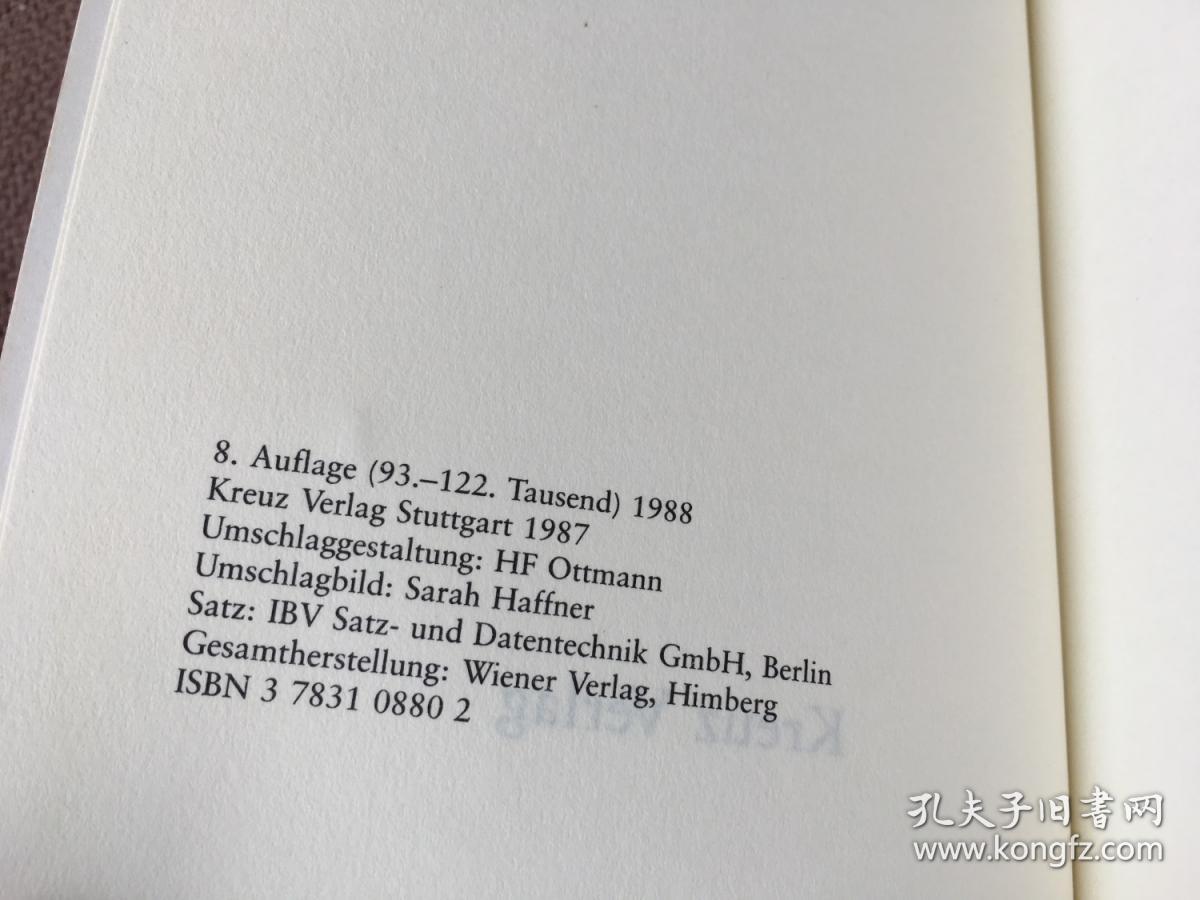 8. Auflage (93.–122. Tausend) 1988
Kreuz Verlag Stuttgart 1987
Umschlaggestaltung: HF Ottmann
Umschlagbild: Sarah Haffner
Satz: IBV Satz- und Datentechnik GmbH, Berlin
Gesamtherstellung: Wiener Verlag, Himberg
ISBN 3 7831 0880 2
Kreuz Verlag
孔夫子旧书网
www.kongfz.com